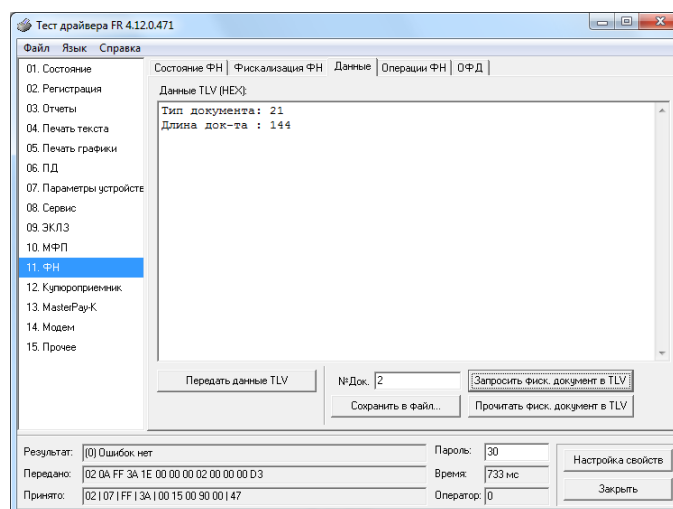 Тест драйвера FR 4.12.0.471
Файл Язык Справка
01. Состояние
02. Регистрация
03. Отчеты
04. Печать текста
05. Печать графики
06. ПД
07. Параметры устройств
08. Сервис
09. ЭКЛЗ
10. МФП
11. ФН
12. Купюроприемник
13. MasterPay-K
14. Модем
15. Прочее
Состояние ФН Фискализация ФН Данные Операции ФН ОФД
Данные TLV (HEX):
Тип документа: 21
Длина док-та : 144
Передать данные TLV
№Док. 2
Запросить фиск. документ в TLV
Сохранить в файл...
Прочитать фиск. документ в TLV
Результат: (0) Ошибок нет
Передано: 02 0A FF 3A 1E 00 00 00 02 00 00 00 D3
Принято: 02 | 07 | FF | 3A | 00 15 00 90 00 | 47
Пароль: 30
Время: 733 мс
Оператор: 0
Настройка свойств
Закрыть